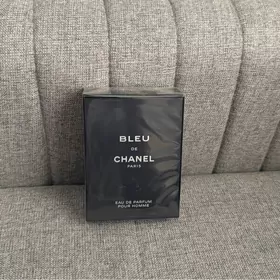 BLEU
DE
CHANEL
PARIS
EAU DE PARFUM
POUR HOMME